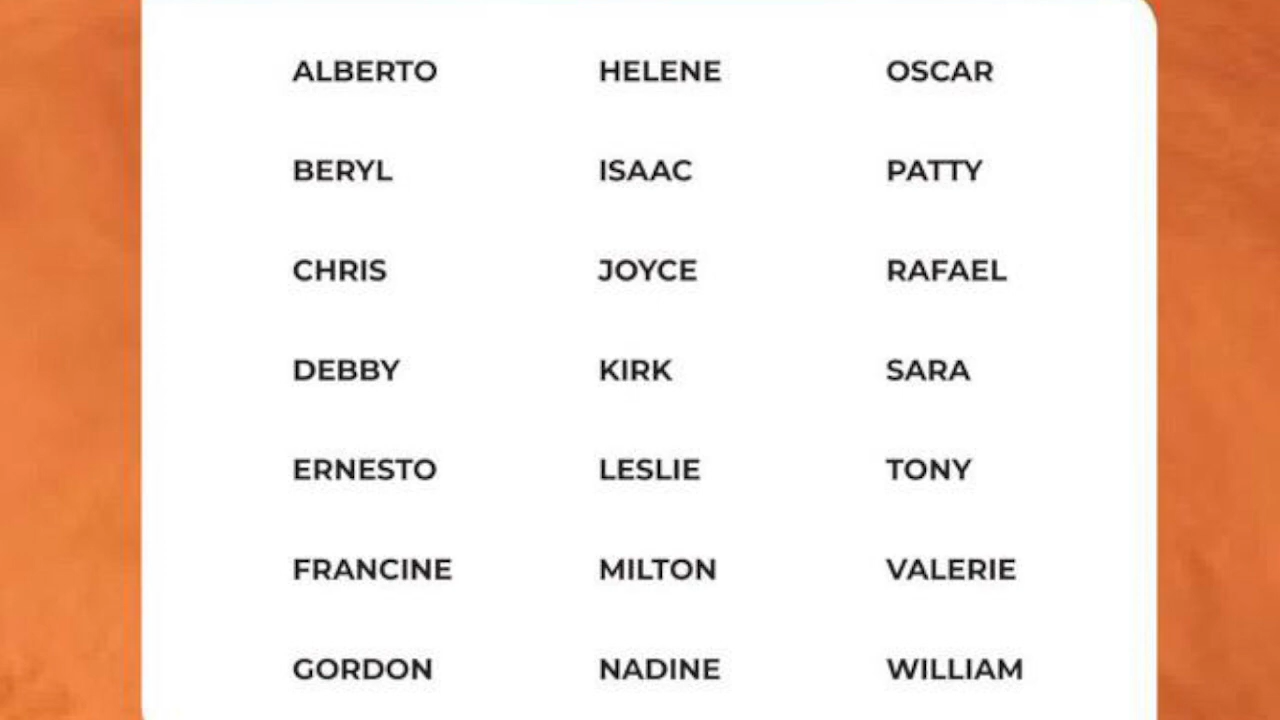 ALBERTO HELENE OSCAR
BERYL ISAAC PATTY
CHRIS JOYCE RAFAEL
DEBBY KIRK SARA
ERNESTO LESLIE TONY
FRANCINE MILTON VALERIE
GORDON NADINE WILLIAM